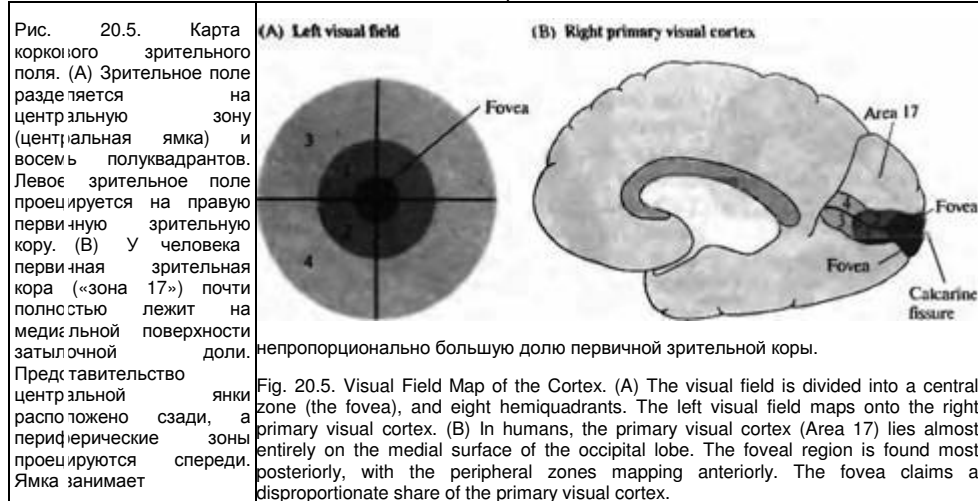 Рис. 20.5. Карта
коркового зрительного
поля. (А) Зрительное поле
разделяется на
центральную зону
(центральная ямка) и
восемь полуквадрантов.
Левое зрительное поле
проецируется на правую
первичную зрительную
кору. (В) У человека
первичная зрительная
кора («зона 17») почти
полностью лежит на
медиальной поверхности
затылочной доли.
Представительство
центральной янки
расположено сзади, а
периферические зоны
проецируются спереди.
Ямка занимает
(A) Left visual field
3
4
Fovea
(B) Right primary visual cortex
Area 17
4
3
Fovea
Fovea
Calcarine
fissure
непропорционально большую долю первичной зрительной коры.
Fig. 20.5. Visual Field Map of the Cortex. (A) The visual field is divided into a central
zone (the fovea), and eight hemiquadrants. The left visual field maps onto the right
primary visual cortex. (B) In humans, the primary visual cortex (Area 17) lies almost
entirely on the medial surface of the occipital lobe. The foveal region is found most
posteriorly, with the peripheral zones mapping anteriorly. The fovea claims a
disproportionate share of the primary visual cortex.